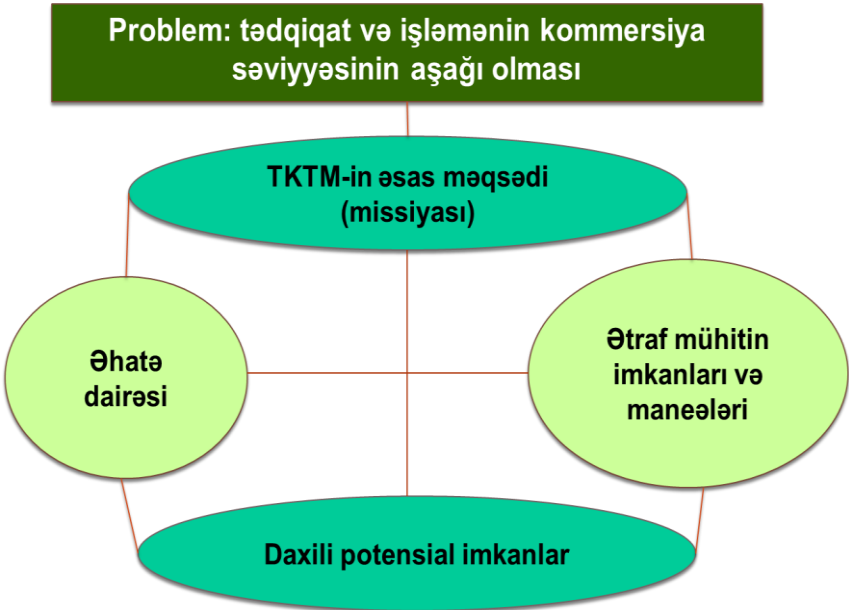 Problem: tədqiqat və işləmənin kommersiya
səviyyəsinin aşağı olması
TKTM-in əsas məqsədi
(missiyası)
Əhatə
dairəsi
Ətraf mühitin
imkanları və
maneələri
Daxili potensial imkanlar